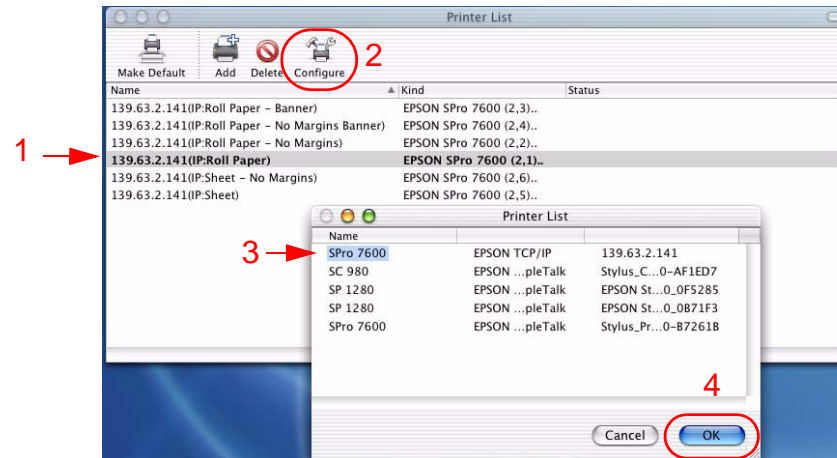 Printer List
Make Default Add Delete Configure 2
Name Kind Status
139.63.2.141(IP:Roll Paper – Banner) EPSON SPro 7600 (2,3)..
139.63.2.141(IP:Roll Paper – No Margins Banner) EPSON SPro 7600 (2,4)..
139.63.2.141(IP:Roll Paper – No Margins) EPSON SPro 7600 (2,2)..
1 139.63.2.141(IP:Roll Paper) EPSON SPro 7600 (2,1)..
139.63.2.141(IP:Sheet – No Margins) EPSON SPro 7600 (2,6)..
139.63.2.141(IP:Sheet) EPSON SPro 7600 (2,5)..
Printer List
Name
3 SPro 7600 EPSON TCP/IP 139.63.2.141
SC 980 EPSON ...pleTalk Stylus_C...0-AF1ED7
SP 1280 EPSON ...pleTalk EPSON St...0_0F5285
SP 1280 EPSON ...pleTalk EPSON St...0_0B71F3
SPro 7600 EPSON ...pleTalk Stylus_Pr...0-B7261B
4
Cancel OK